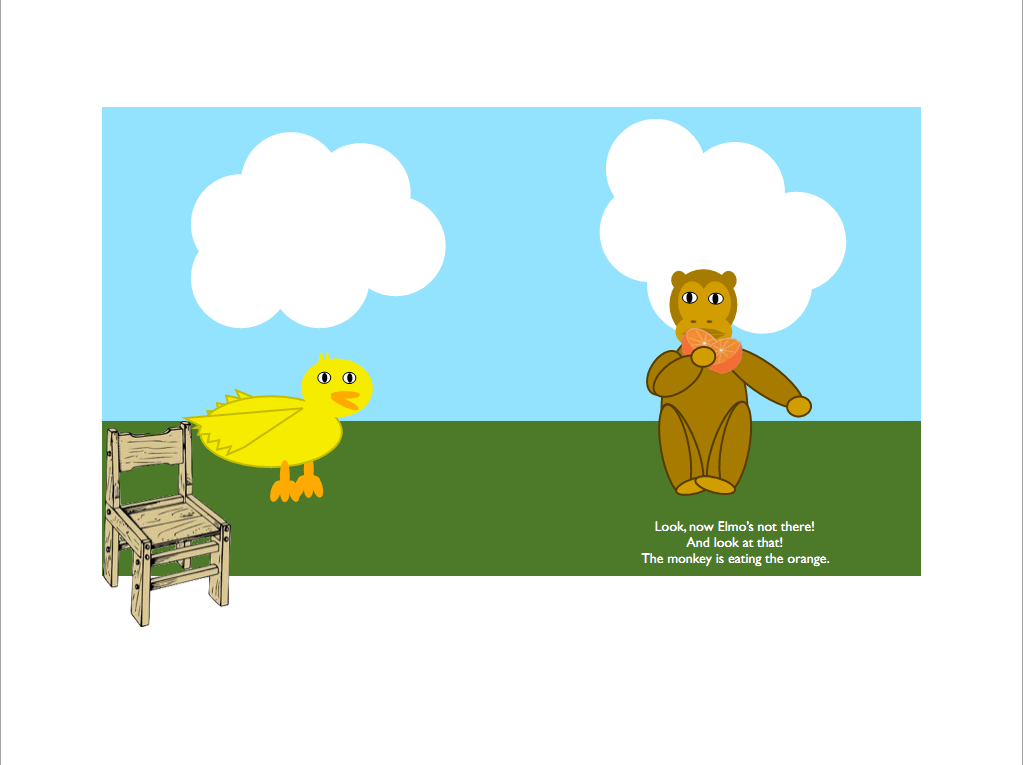 Look, now Elmo’s not there!
And look at that!
The monkey is eating the orange.